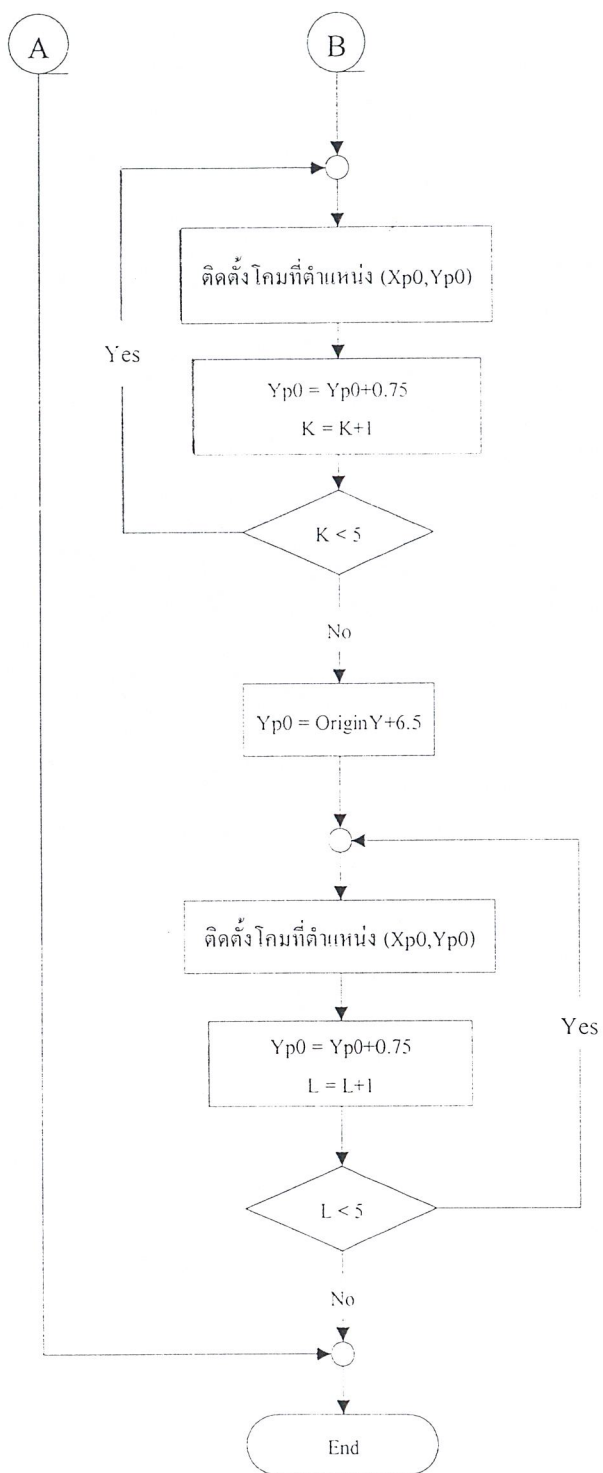 A
B
ติดตั้งโคมที่ตำแหน่ง (Xp0,Yp0)
Yes
Yp0 = Yp0+0.75
K = K+1
K < 5
No
Yp0 = OriginY+6.5
ติดตั้งโคมที่ตำแหน่ง (Xp0,Yp0)
Yp0 = Yp0+0.75
L = L+1
Yes
L < 5
No
End